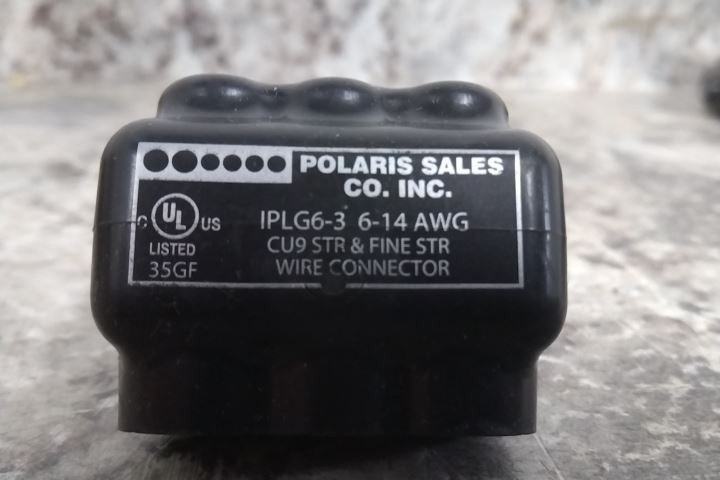 POLARIS SALES
CO. INC.
C UL US
LISTED
35GF
IPLG6-3 6-14 AWG
CU9 STR & FINE STR
WIRE CONNECTOR